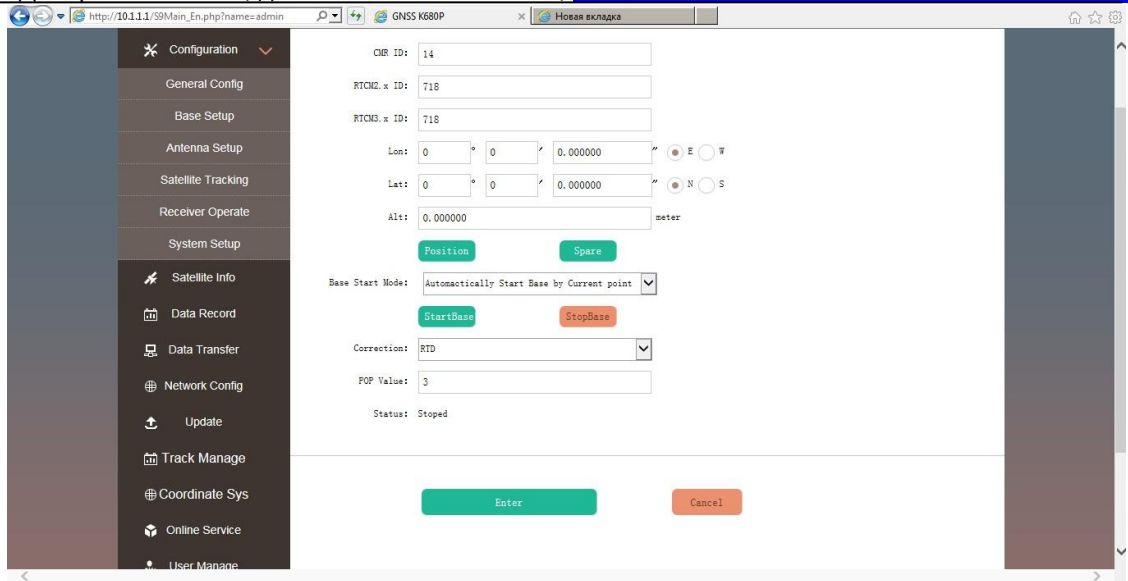 http://10.1.1.1/S9Main_En.php?name=admin
GNSS K680P
Новая вкладка
Configuration
General Config
Base Setup
Antenna Setup
Satellite Tracking
Receiver Operate
System Setup
Satellite Info
Data Record
Data Transfer
Network Config
Update
Track Manage
Coordinate Sys
Online Service
User Manage
CMR ID: 14
RTCM2.x ID: 718
RTCM3.x ID: 718
Lon: 0 ° 0 ′ 0.000000 ″ E W
Lat: 0 ° 0 ′ 0.000000 ″ N S
Alt: 0.000000 meter
Position Spare
Base Start Mode: Automactically Start Base by Current point
StartBase StopBase
Correction: RTD
POP Value: 3
Status: Stoped
Enter Cancel